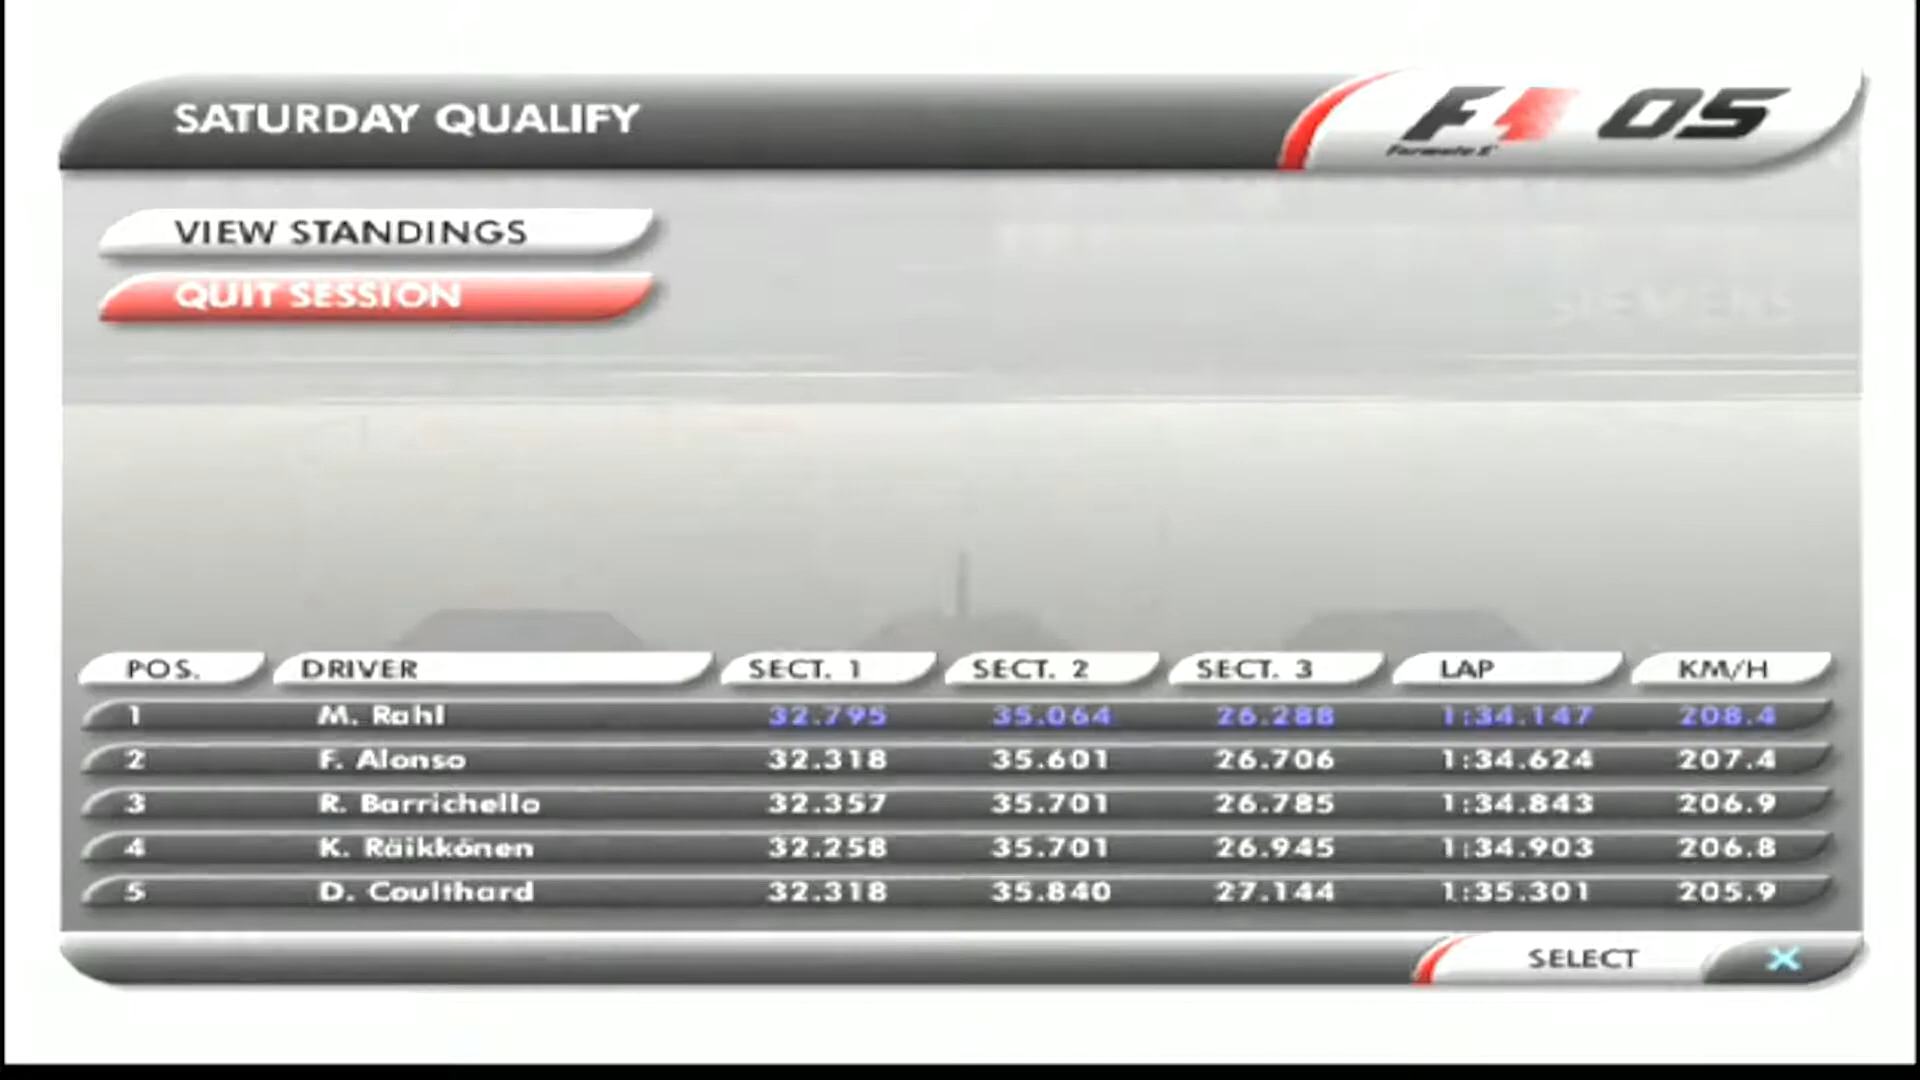 SATURDAY QUALIFY
F1 05
Formula 1
VIEW STANDINGS
QUIT SESSION
SIEMENS
POS. DRIVER SECT. 1 SECT. 2 SECT. 3 LAP KM/H
1 M. Rahl 32.795 35.064 26.288 1:34.147 208.4
2 F. Alonso 32.318 35.601 26.706 1:34.624 207.4
3 R. Barrichello 32.357 35.701 26.785 1:34.843 206.9
4 K. Räikkönen 32.258 35.701 26.945 1:34.903 206.8
5 D. Coulthard 32.318 35.840 27.144 1:35.301 205.9
SELECT X